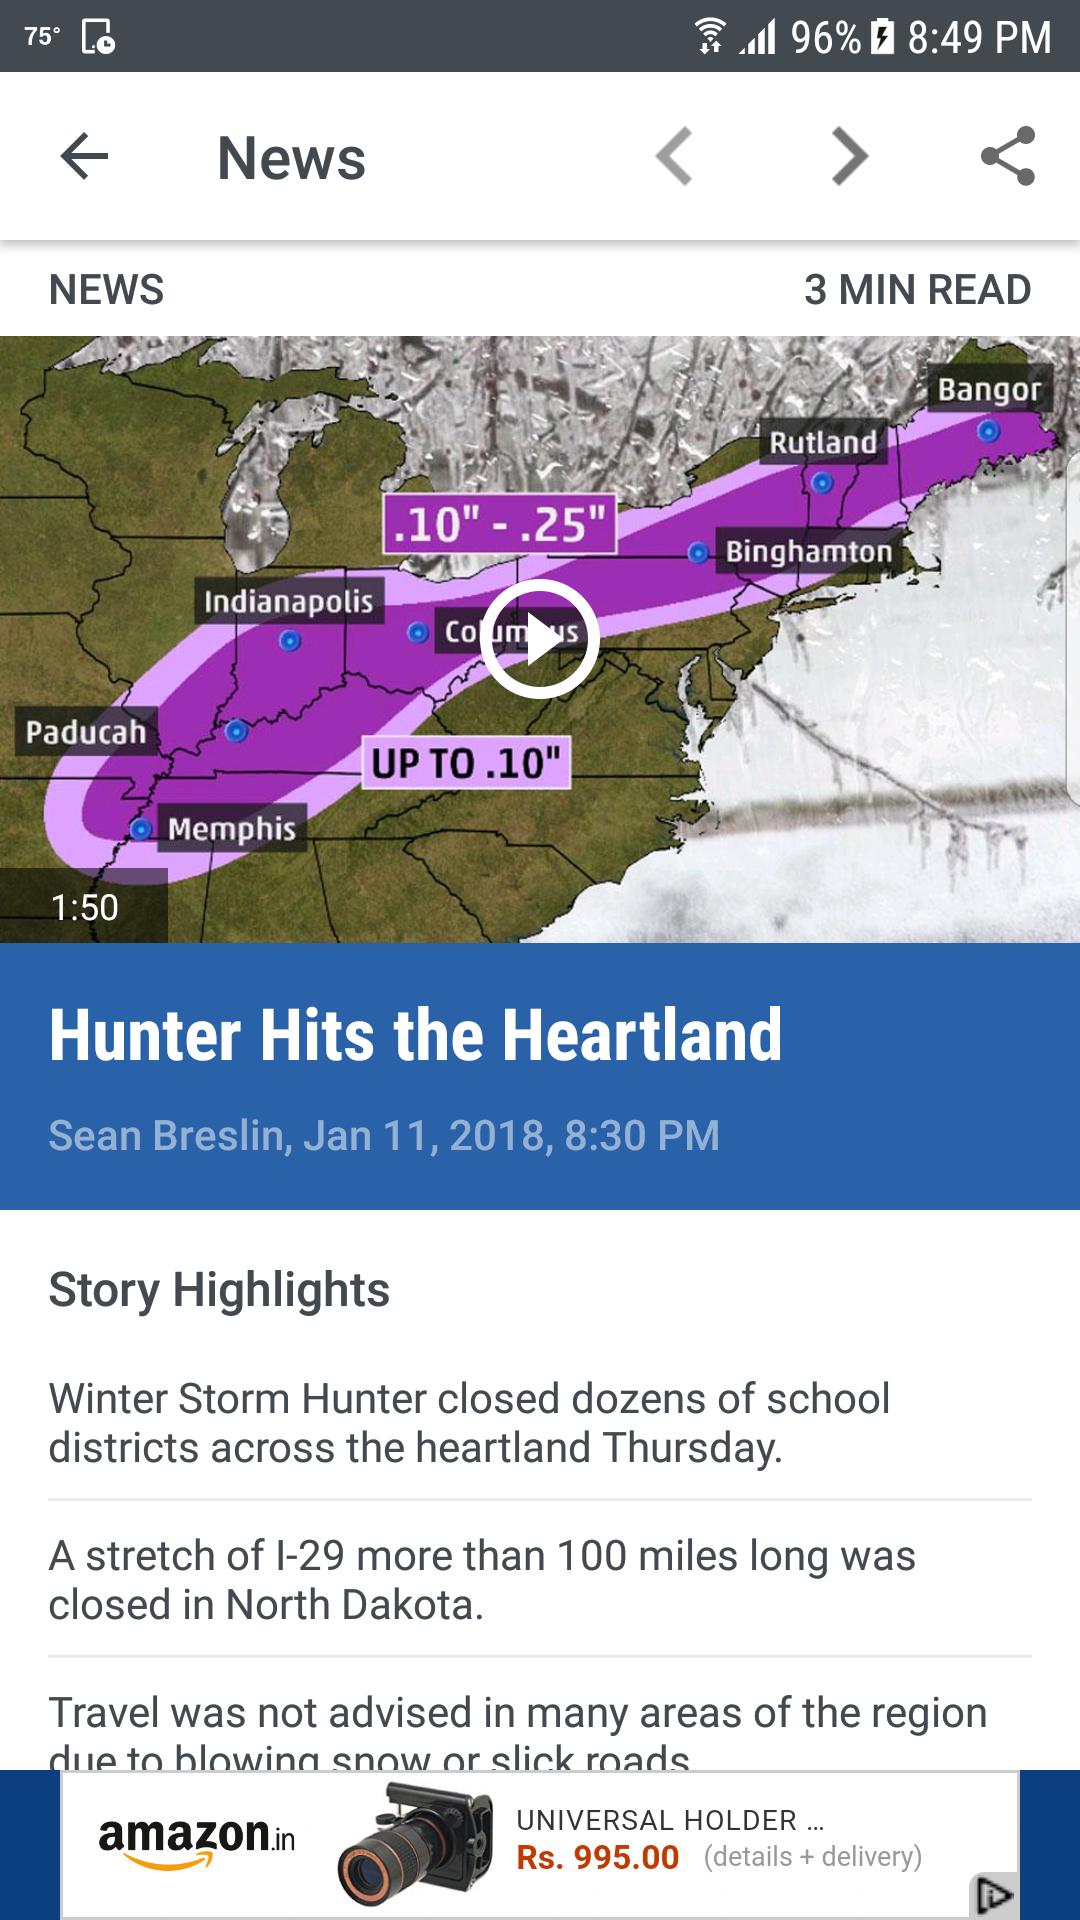 75° 96% 8:49 PM
News
NEWS 3 MIN READ
Bangor
Rutland
.10" - .25"
Binghamton
Indianapolis
Columbus
Paducah
UP TO .10"
Memphis
1:50
Hunter Hits the Heartland
Sean Breslin, Jan 11, 2018, 8:30 PM
Story Highlights
Winter Storm Hunter closed dozens of school
districts across the heartland Thursday.
A stretch of I-29 more than 100 miles long was
closed in North Dakota.
Travel was not advised in many areas of the region
due to blowing snow or slick roads
amazon.in
UNIVERSAL HOLDER ...
Rs. 995.00 (details + delivery)